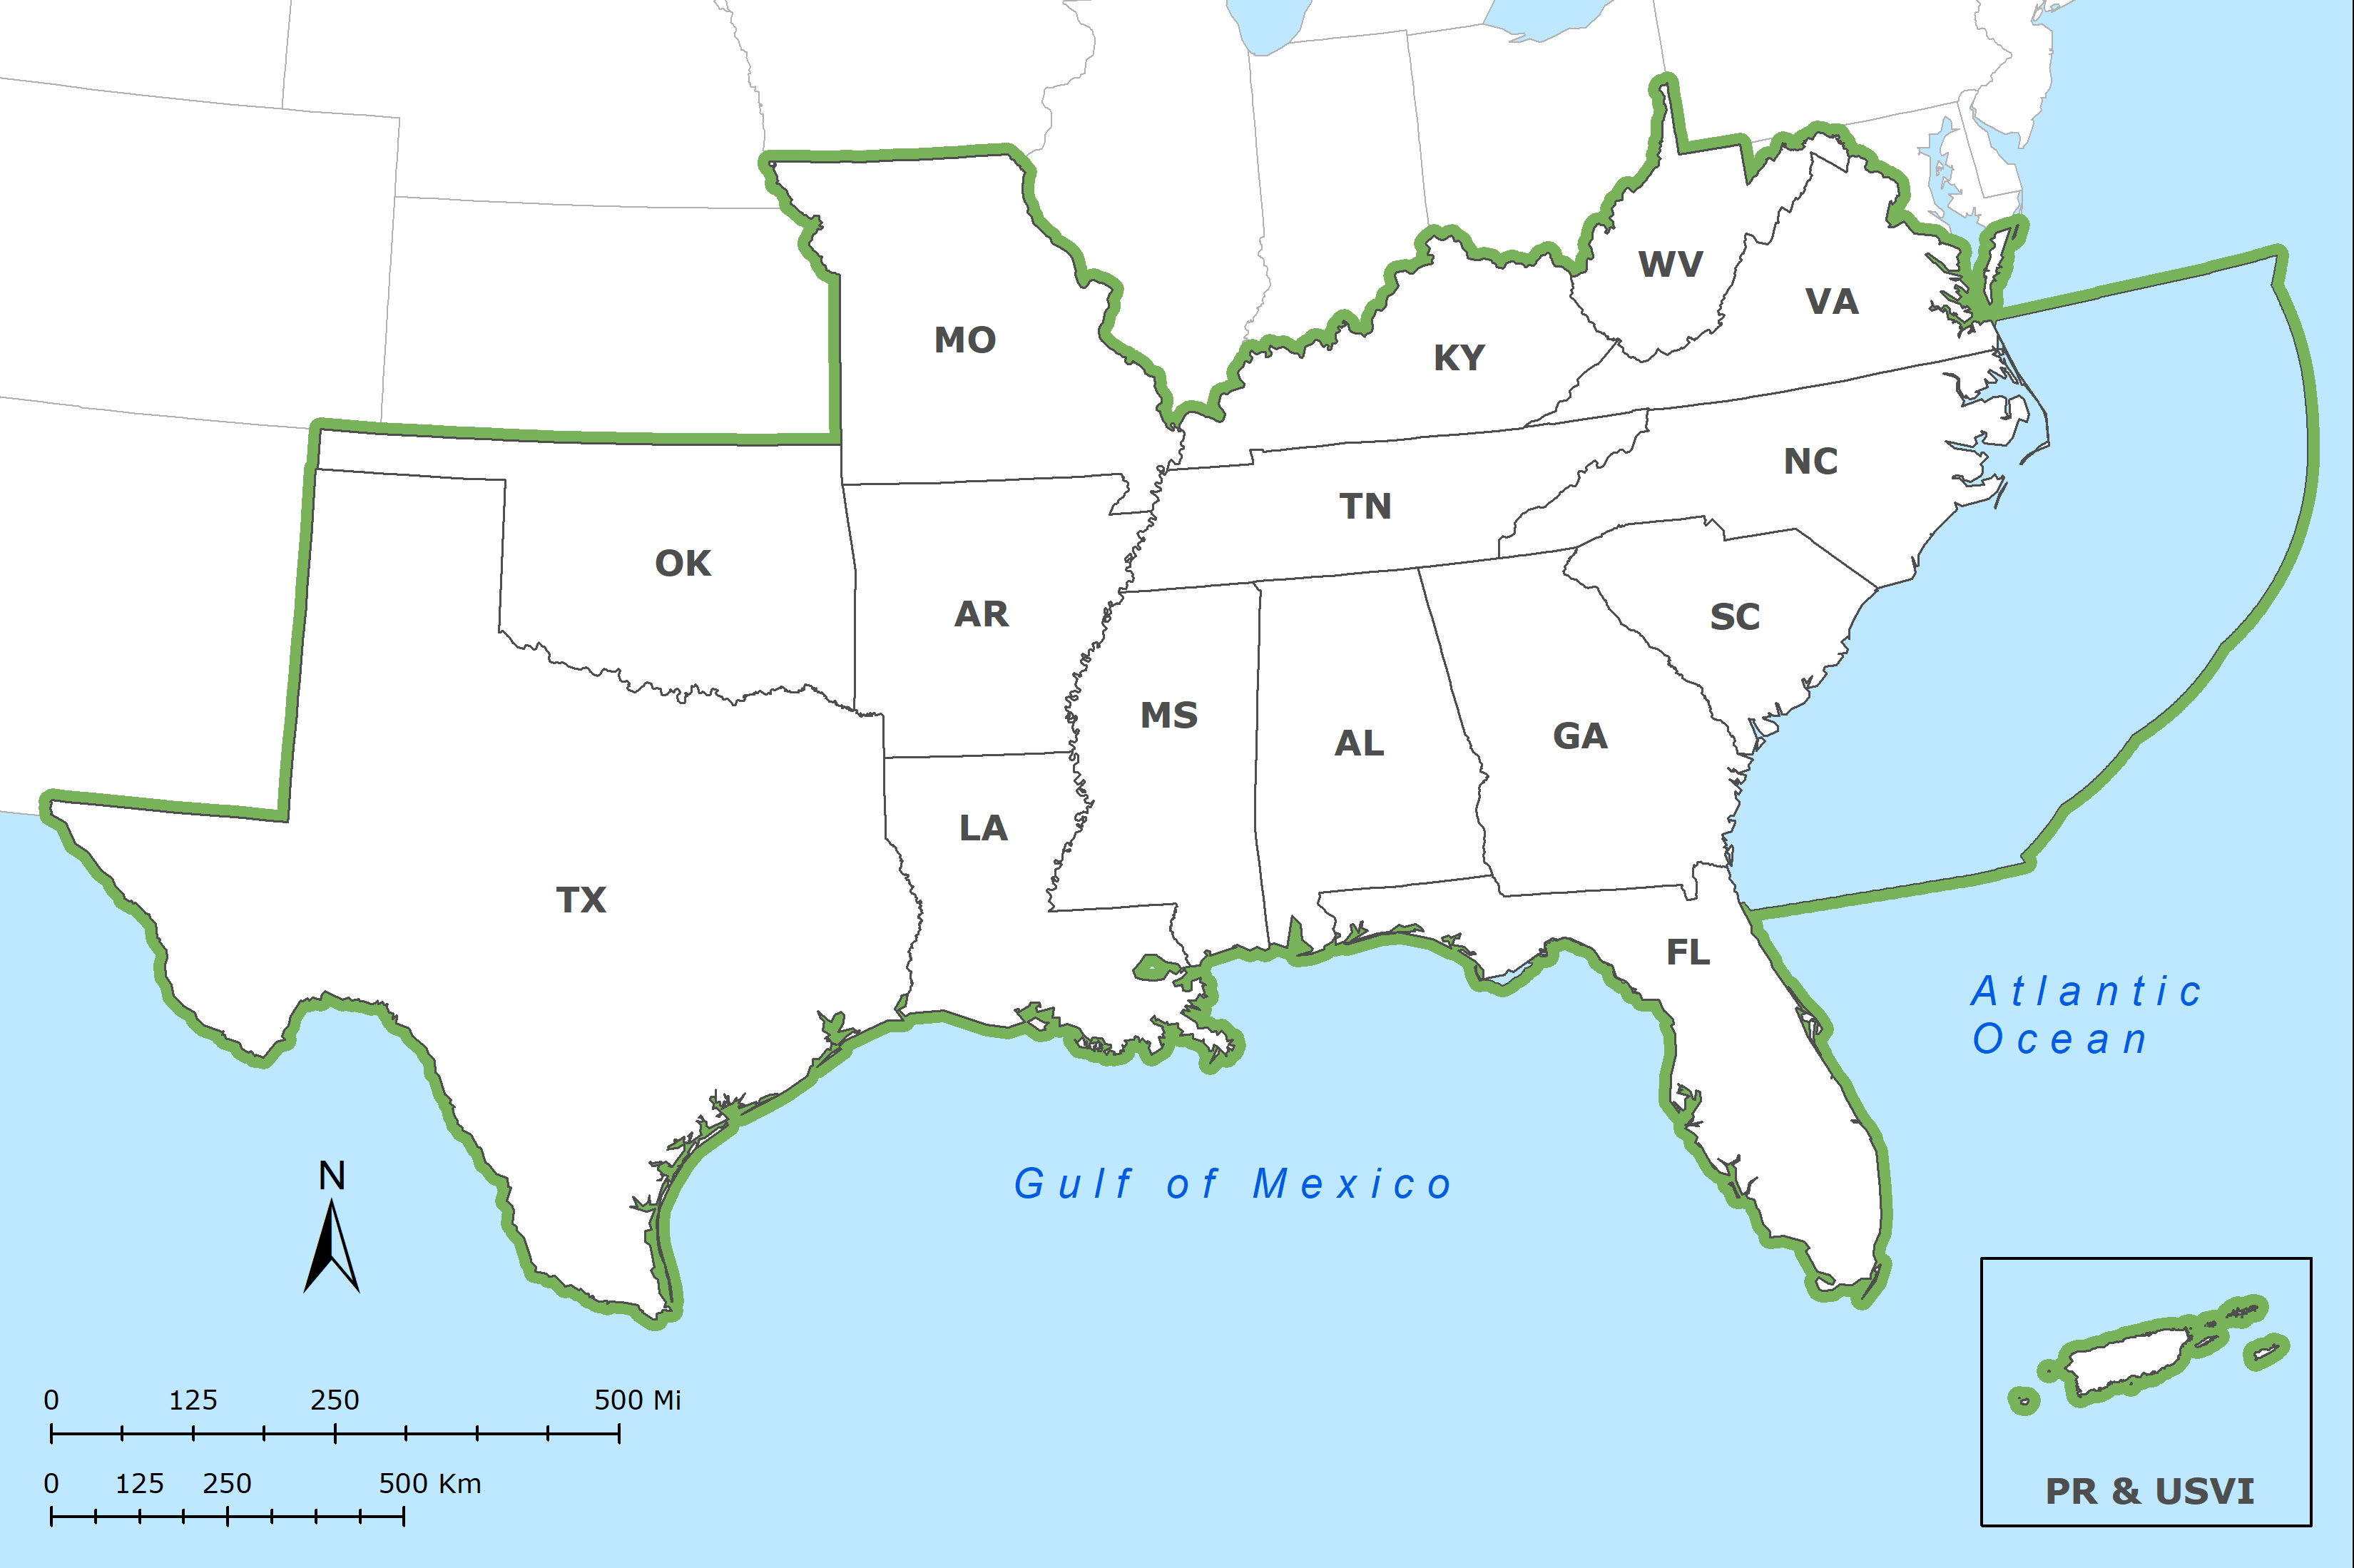 WV
VA
MO
KY
NC
TN
OK
AR
SC
MS
AL
GA
LA
TX
FL
Atlantic
Ocean
Gulf of Mexico
N
0 125 250 500 Mi
0 125 250 500 Km
PR & USVI